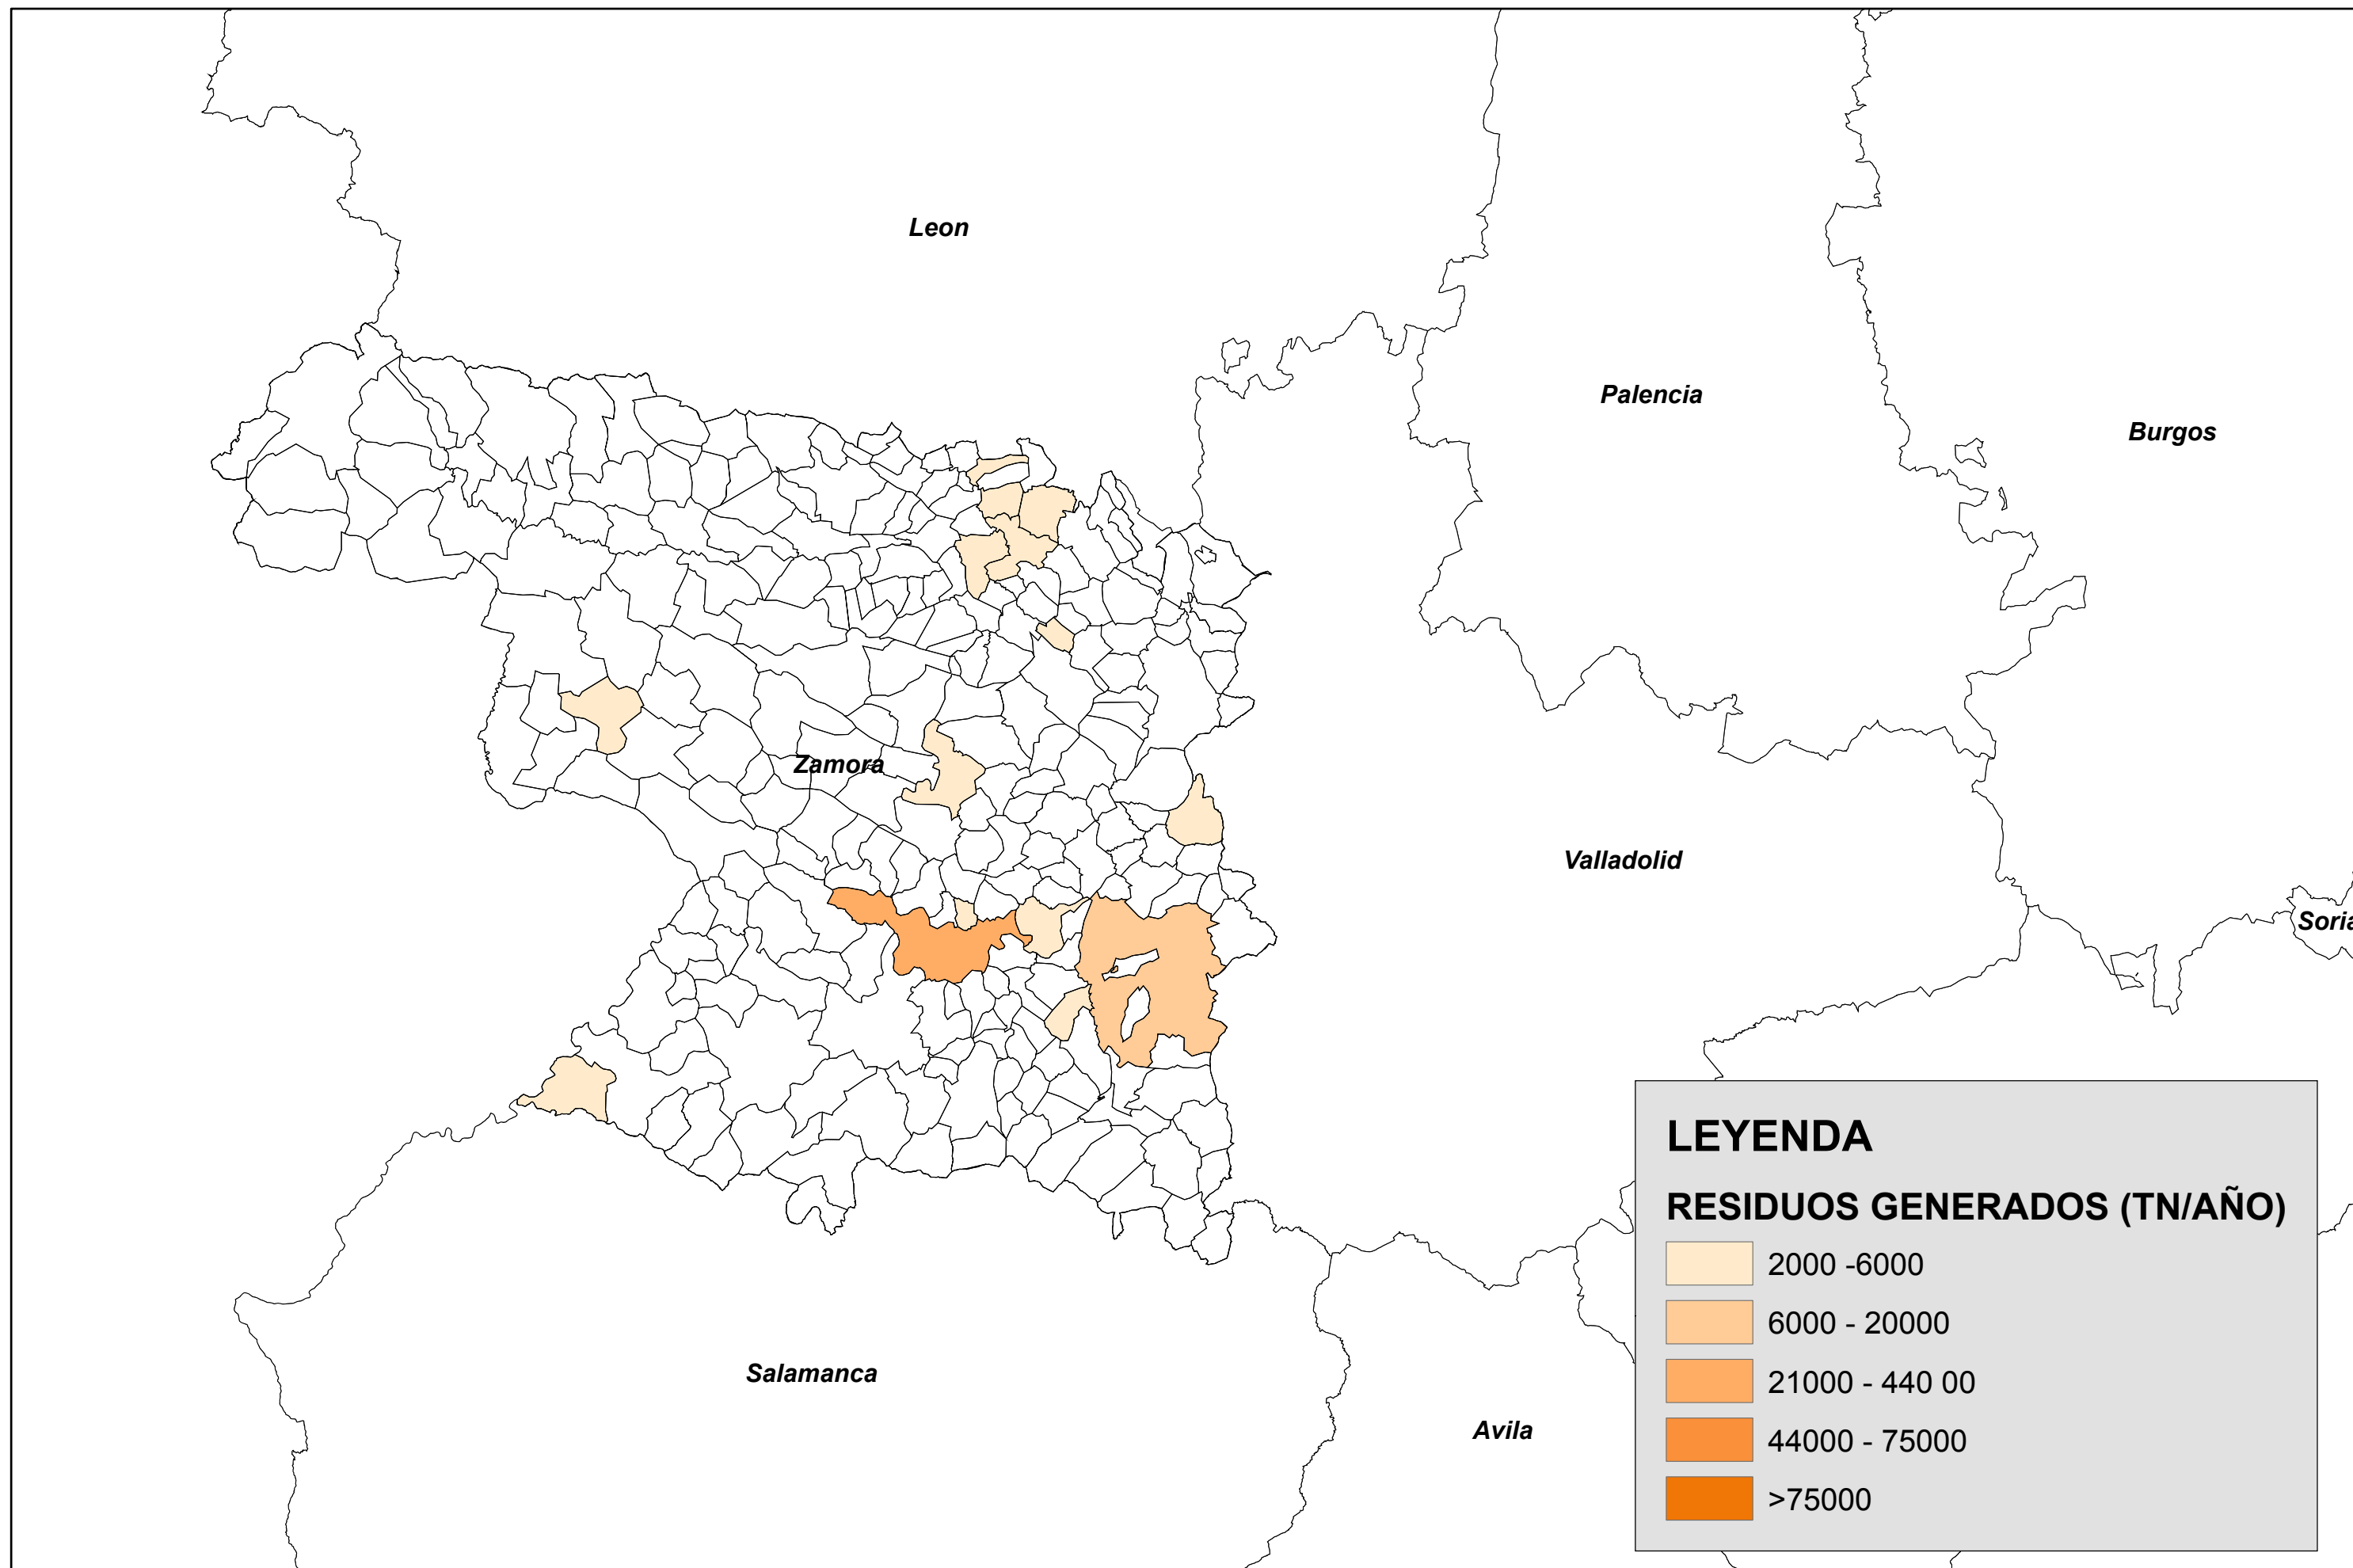 Leon
Palencia
Burgos
Zamora
Valladolid
Soria
Salamanca
Avila
LEYENDA
RESIDUOS GENERADOS (TN/AÑO)
2000 -6000
6000 - 20000
21000 - 440 00
44000 - 75000
>75000